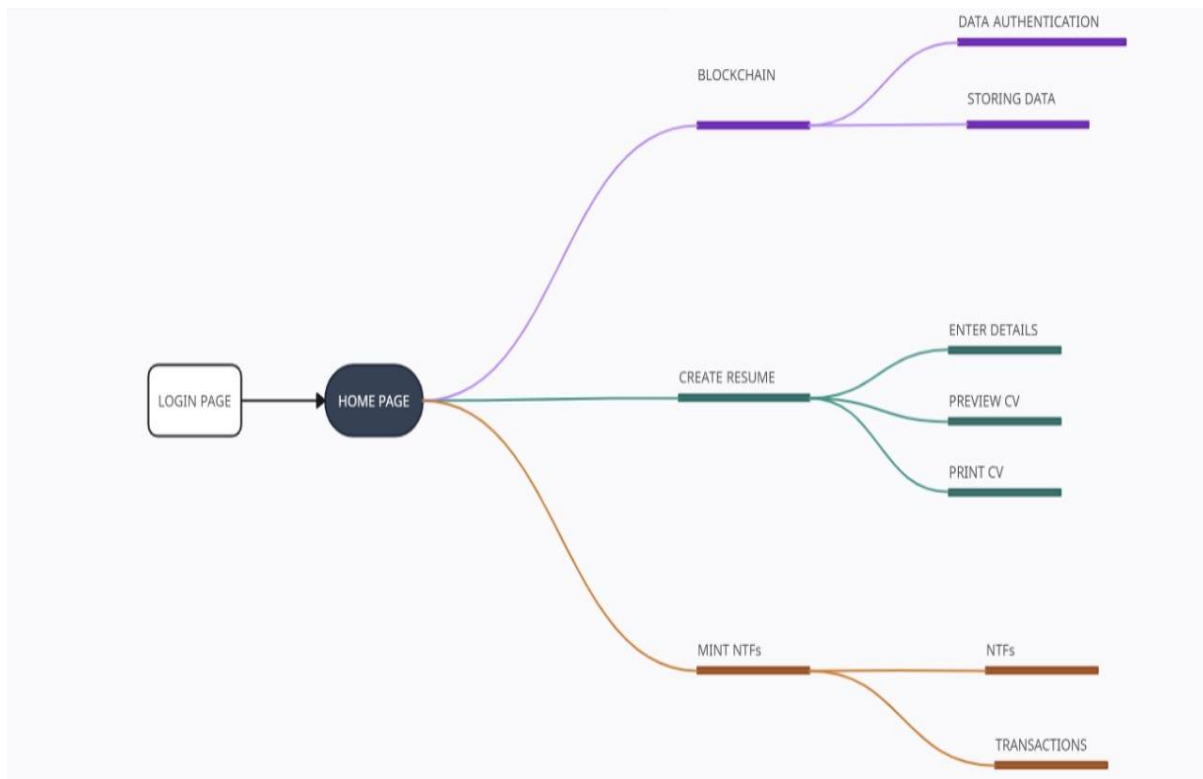 DATA AUTHENTICATION
BLOCKCHAIN
STORING DATA
ENTER DETAILS
CREATE RESUME
LOGIN PAGE
HOME PAGE
PREVIEW CV
PRINT CV
MINT NTFs
NTFs
TRANSACTIONS